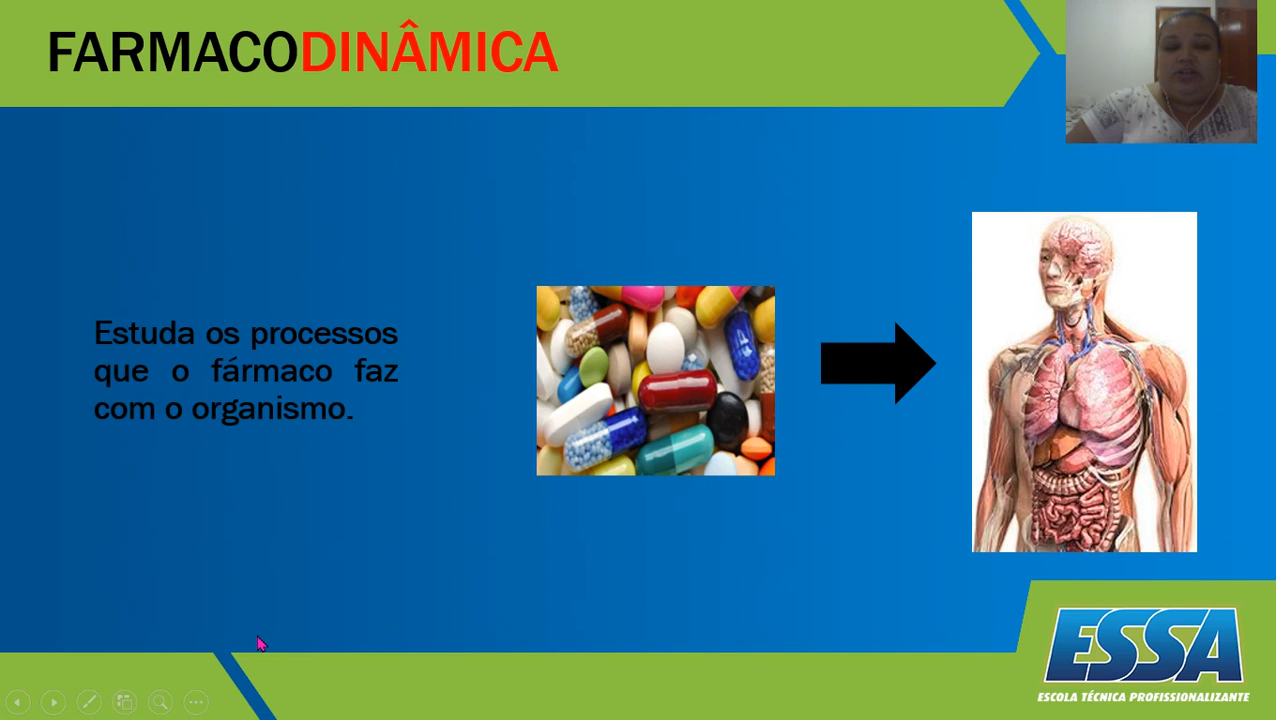 FARMACODINÂMICA
Estuda os processos
que o fármaco faz
com o organismo.
ESSA
ESCOLA TÉCNICA PROFISSIONALIZANTE